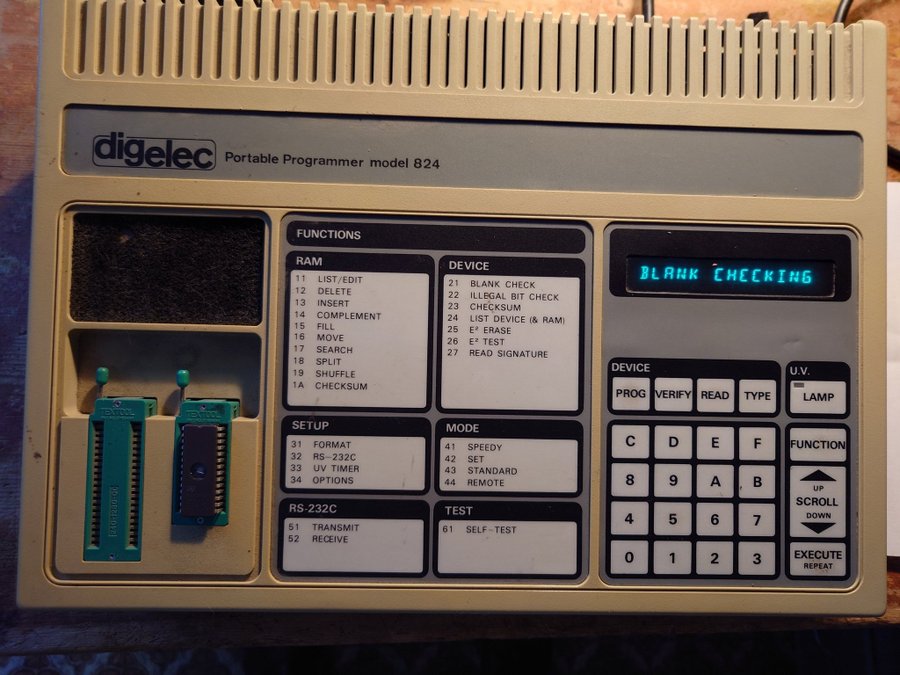 digelec Portable Programmer model 824
FUNCTIONS
RAM
11 LIST/EDIT
12 DELETE
13 INSERT
14 COMPLEMENT
15 FILL
16 MOVE
17 SEARCH
18 SPLIT
19 SHUFFLE
1A CHECKSUM
DEVICE
21 BLANK CHECK
22 ILLEGAL BIT CHECK
23 CHECKSUM
24 LIST DEVICE (& RAM)
25 E² ERASE
26 E² TEST
27 READ SIGNATURE
SETUP
31 FORMAT
32 RS-232C
33 UV TIMER
34 OPTIONS
MODE
41 SPEEDY
42 SET
43 STANDARD
44 REMOTE
RS-232C
51 TRANSMIT
52 RECEIVE
TEST
61 SELF-TEST
BLANK CHECKING
DEVICE
PROG VERIFY READ TYPE
U.V.
LAMP
C D E F
8 9 A B
4 5 6 7
0 1 2 3
FUNCTION
UP
SCROLL
DOWN
EXECUTE
REPEAT
TEXTOOL
TEXTOOL